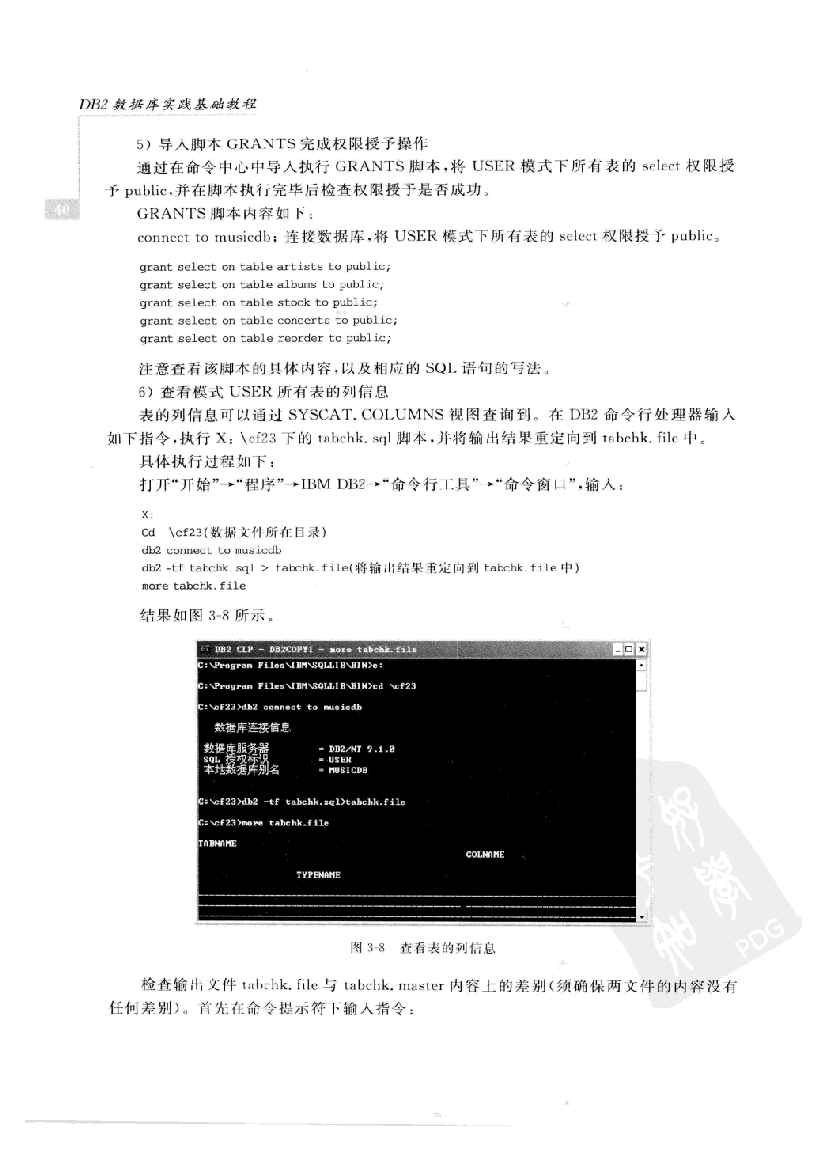 DB2 数据库实践基础教程
5）导入脚本 GRANTS 完成权限授予操作
通过在命令中心中导入执行 GRANTS 脚本,将 USER 模式下所有表的 select 权限授
予 public,并在脚本执行完毕后检查权限授予是否成功。
40
GRANTS 脚本内容如下:
connect to musicdb; 连接数据库,将 USER 模式下所有表的 select 权限授予 public。
grant select on table artists to public;
grant select on table albums to public;
grant select on table stock to public;
grant select on table concerts to public;
grant select on table reorder to public;
注意查看该脚本的具体内容,以及相应的 SQL 语句的写法。
6）查看模式 USER 所有表的列信息
表的列信息可以通过 SYSCAT. COLUMNS 视图查询到。在 DB2 命令行处理器输入
如下指令,执行 X: \cf23 下的 tabchk. sql 脚本,并将输出结果重定向到 tabchk. file 中。
具体执行过程如下:
打开“开始”→“程序”→IBM DB2→“命令行工具”→“命令窗口”,输入:
X:
Cd \cf23(数据文件所在目录)
db2 connect to musicdb
db2 -tf tabchk sql > tabchk.file(将输出结果重定向到 tabchk.file 中)
more tabchk.file
结果如图 3-8 所示。
DB2 CLP - DB2COPY1 - more tabchk.file
C:\Program Files\IBM\SQLLIB\BIN>c:
C:\Program Files\IBM\SQLLIB\BIN>cd \cf23
C:\cf23>db2 connect to musicdb
数据库连接信息
数据库服务器 = DB2/NT 9.1.0
SQL 授权标识 = USER
本地数据库别名 = MUSICDB
C:\cf23>db2 -tf tabchk.sql>tabchk.file
C:\cf23>more tabchk.file
TABNAME
COLNAME
TYPENAME
图 3-8 查看表的列信息
检查输出文件 tabchk. file 与 tabchk. master 内容上的差别(须确保两文件的内容没有
任何差别)。首先在命令提示符下输入指令:
PDG